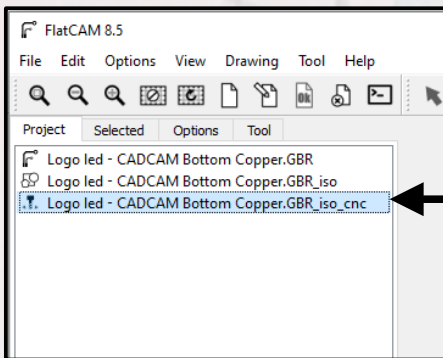 FlatCAM 8.5
File Edit Options View Drawing Tool Help
Ok
Project Selected Options Tool
Logo led - CADCAM Bottom Copper.GBR
Logo led - CADCAM Bottom Copper.GBR_iso
Logo led - CADCAM Bottom Copper.GBR_iso_cnc